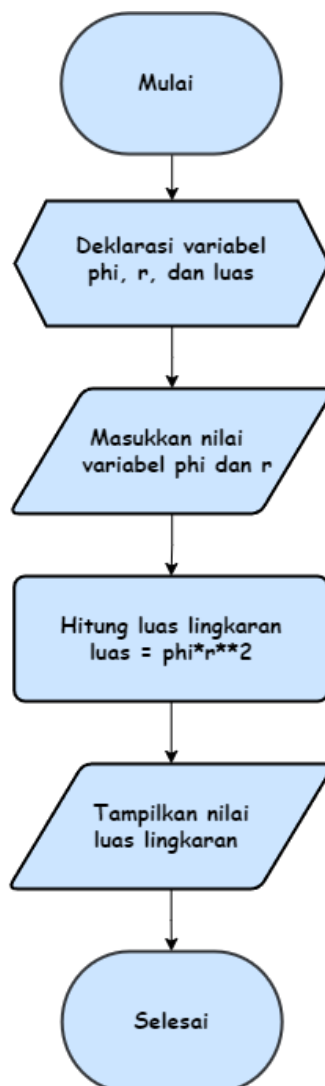 Mulai
Deklarasi variabel
phi, r, dan luas
Masukkan nilai
variabel phi dan r
Hitung luas lingkaran
luas = phi*r**2
Tampilkan nilai
luas lingkaran
Selesai